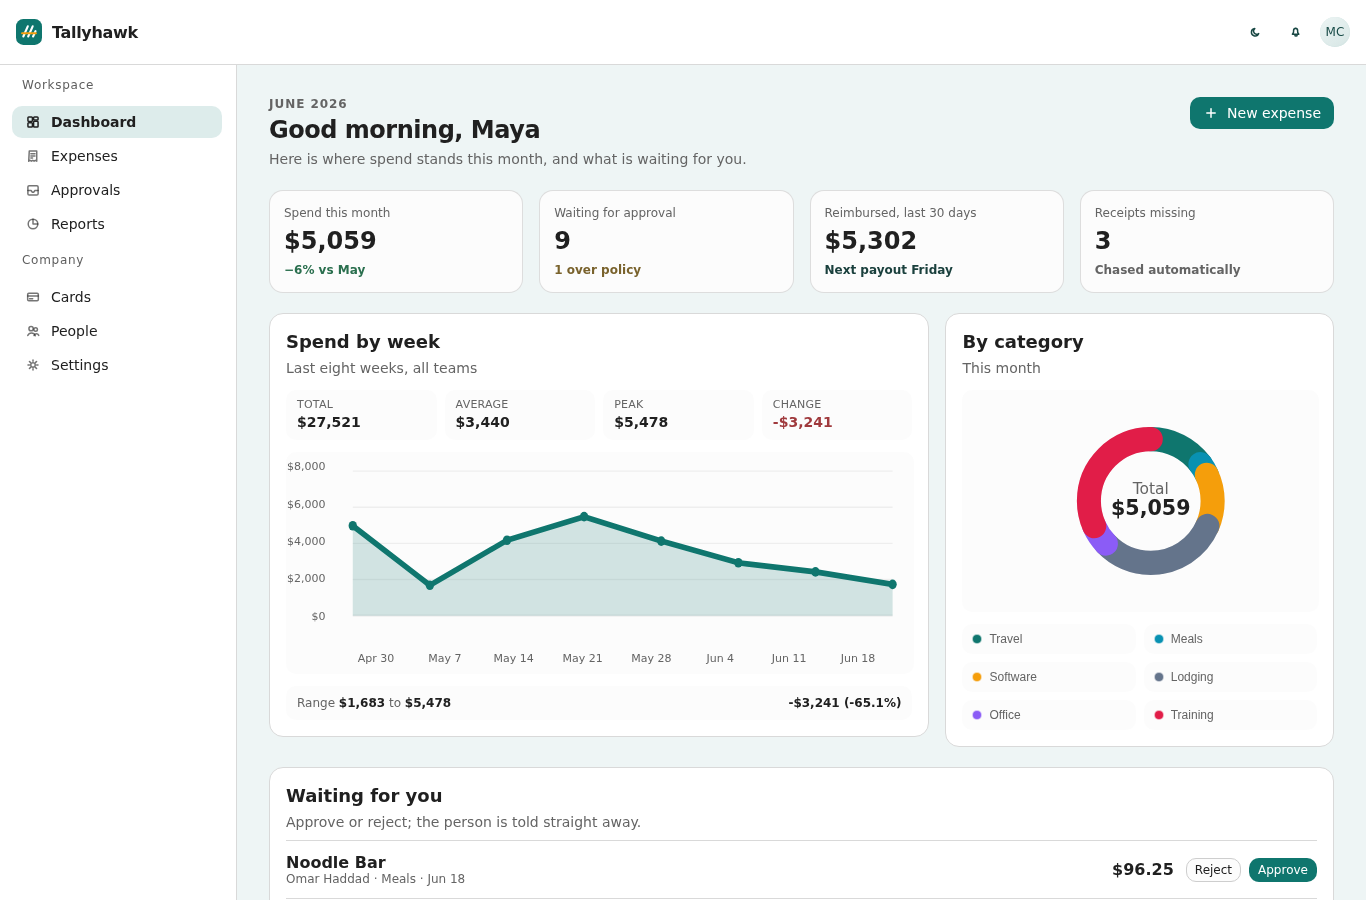 Tallyhawk
MC
Workspace
Dashboard
Expenses
Approvals
Reports
Company
Cards
People
Settings
JUNE 2026
Good morning, Maya
Here is where spend stands this month, and what is waiting for you.
New expense
Spend this month
$5,059
−6% vs May
Waiting for approval
9
1 over policy
Reimbursed, last 30 days
$5,302
Next payout Friday
Receipts missing
3
Chased automatically
Spend by week
Last eight weeks, all teams
TOTAL
$27,521
AVERAGE
$3,440
PEAK
$5,478
CHANGE
-$3,241
$8,000
$6,000
$4,000
$2,000
$0
Apr 30
May 7
May 14
May 21
May 28
Jun 4
Jun 11
Jun 18
Range $1,683 to $5,478
-$3,241 (-65.1%)
By category
This month
Total
$5,059
Travel
Meals
Software
Lodging
Office
Training
Waiting for you
Approve or reject; the person is told straight away.
Noodle Bar
Omar Haddad · Meals · Jun 18
$96.25
Reject
Approve